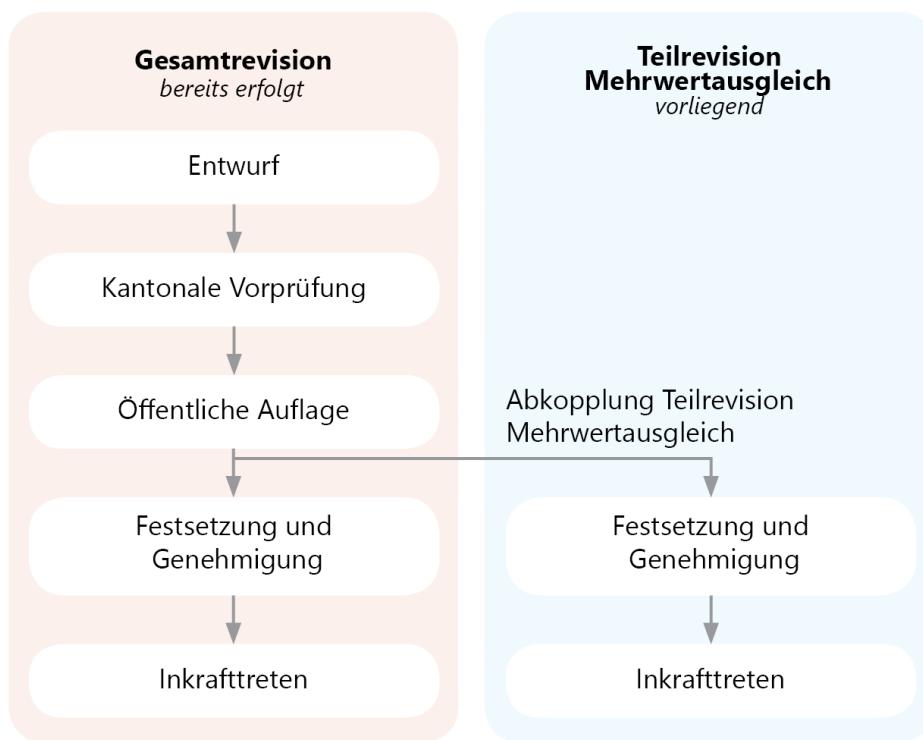 Gesamtrevision
bereits erfolgt
Entwurf
Kantonale Vorprüfung
Öffentliche Auflage
Festsetzung und
Genehmigung
Inkrafttreten
Teilrevision
Mehrwertausgleich
vorliegend
Abkopplung Teilrevision
Mehrwertausgleich
Festsetzung und
Genehmigung
Inkrafttreten